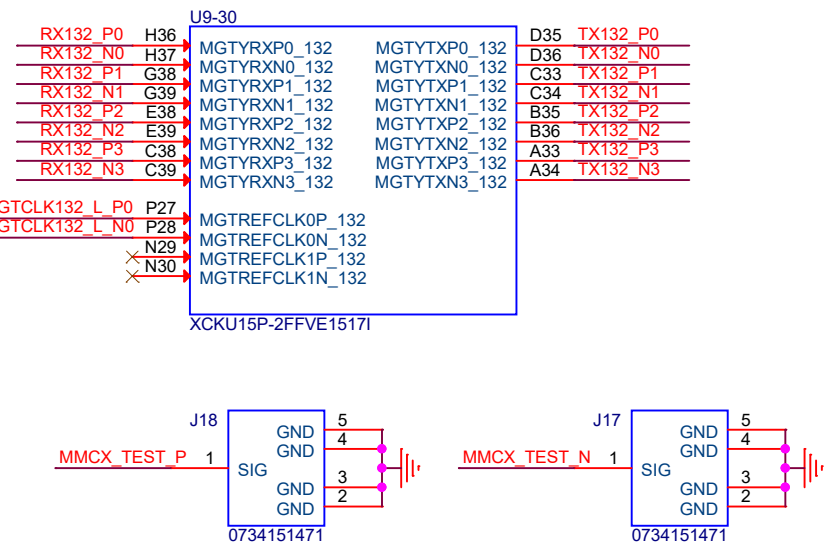 U9-30
RX132_P0 H36 MGTYRXP0_132 MGTYTXP0_132 D35 TX132_P0
RX132_N0 H37 MGTYRXN0_132 MGTYTXN0_132 D36 TX132_N0
RX132_P1 G38 MGTYRXP1_132 MGTYTXP1_132 C33 TX132_P1
RX132_N1 G39 MGTYRXN1_132 MGTYTXN1_132 C34 TX132_N1
RX132_P2 E38 MGTYRXP2_132 MGTYTXP2_132 B35 TX132_P2
RX132_N2 E39 MGTYRXN2_132 MGTYTXN2_132 B36 TX132_N2
RX132_P3 C38 MGTYRXP3_132 MGTYTXP3_132 A33 TX132_P3
RX132_N3 C39 MGTYRXN3_132 MGTYTXN3_132 A34 TX132_N3
GTCLK132_L_P0 P27 MGTREFCLK0P_132
GTCLK132_L_N0 P28 MGTREFCLK0N_132
N29 MGTREFCLK1P_132
N30 MGTREFCLK1N_132
XCKU15P-2FFVE1517I
J18
GND 5
GND 4
MMCX_TEST_P 1 SIG
GND 3
GND 2
0734151471
J17
GND 5
GND 4
MMCX_TEST_N 1 SIG
GND 3
GND 2
0734151471